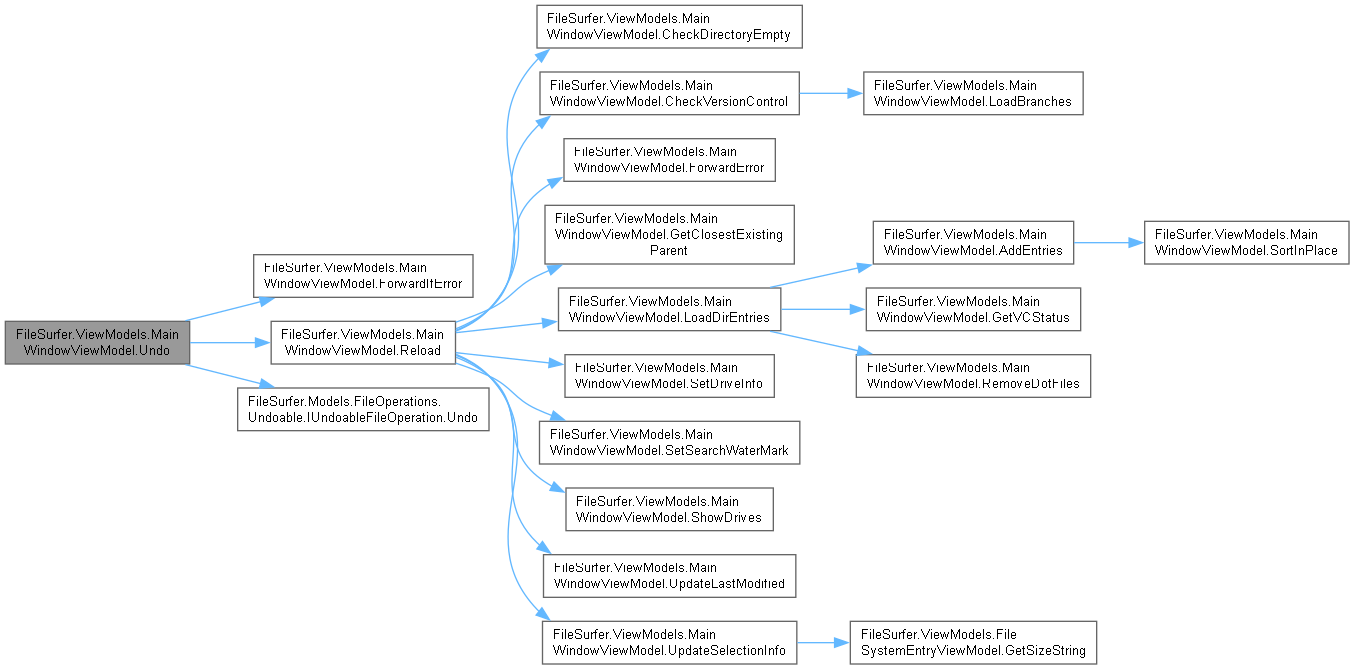 FileSurfer.ViewModels.Main
WindowViewModel.CheckDirectoryEmpty
FileSurfer.ViewModels.Main
WindowViewModel.CheckVersionControl
FileSurfer.ViewModels.Main
WindowViewModel.LoadBranches
FileSurfer.ViewModels.Main
WindowViewModel.ForwardError
FileSurfer.ViewModels.Main
WindowViewModel.GetClosestExisting
Parent
FileSurfer.ViewModels.Main
WindowViewModel.AddEntries
FileSurfer.ViewModels.Main
WindowViewModel.SortInPlace
FileSurfer.ViewModels.Main
WindowViewModel.ForwardIfError
FileSurfer.ViewModels.Main
WindowViewModel.LoadDirEntries
FileSurfer.ViewModels.Main
WindowViewModel.GetVCStatus
FileSurfer.ViewModels.Main
WindowViewModel.Undo
FileSurfer.ViewModels.Main
WindowViewModel.Reload
FileSurfer.ViewModels.Main
WindowViewModel.SetDriveInfo
FileSurfer.ViewModels.Main
WindowViewModel.RemoveDotFiles
FileSurfer.Models.FileOperations.
Undoable.IUndoableFileOperation.Undo
FileSurfer.ViewModels.Main
WindowViewModel.SetSearchWaterMark
FileSurfer.ViewModels.Main
WindowViewModel.ShowDrives
FileSurfer.ViewModels.Main
WindowViewModel.UpdateLastModified
FileSurfer.ViewModels.Main
WindowViewModel.UpdateSelectionInfo
FileSurfer.ViewModels.File
SystemEntryViewModel.GetSizeString